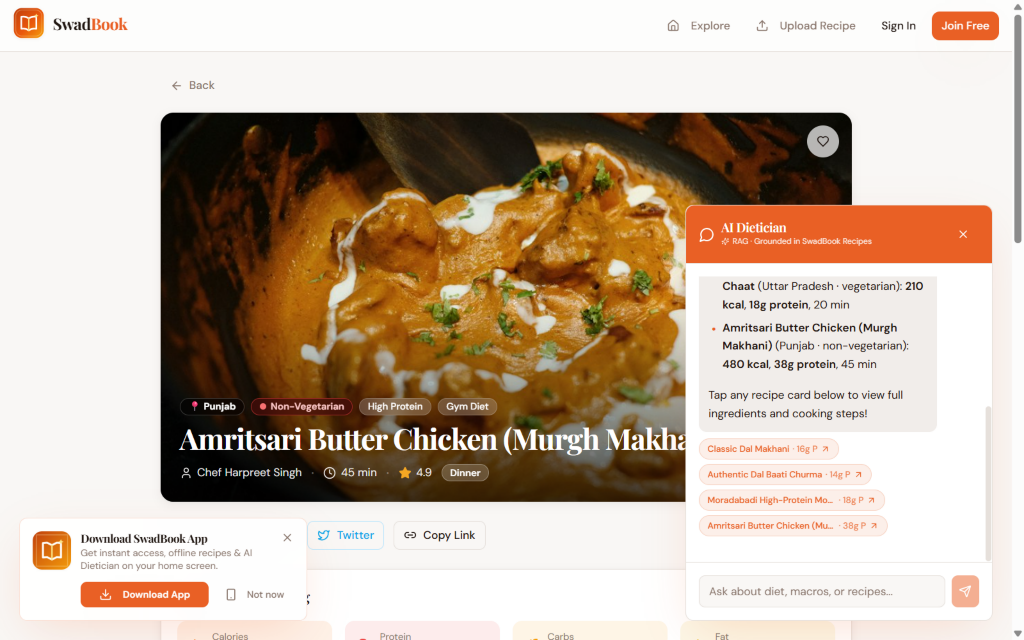 SwadBook
Explore
Upload Recipe
Sign In
Join Free
Back
Punjab
Non-Vegetarian
High Protein
Gym Diet
Amritsari Butter Chicken (Murgh Makha
Chef Harpreet Singh · 45 min · 4.9
Dinner
Twitter
Copy Link
Download SwadBook App
Get instant access, offline recipes & AI
Dietician on your home screen.
Download App
Not now
Calories
Protein
Carbs
Fat
AI Dietician
RAG · Grounded in SwadBook Recipes
Chaat (Uttar Pradesh · vegetarian): 210
kcal, 18g protein, 20 min
• Amritsari Butter Chicken (Murgh
Makhani) (Punjab · non-vegetarian):
480 kcal, 38g protein, 45 min
Tap any recipe card below to view full
ingredients and cooking steps!
Classic Dal Makhani · 16g P ↗
Authentic Dal Baati Churma · 14g P ↗
Moradabadi High-Protein Mo... · 18g P ↗
Amritsari Butter Chicken (Mu... · 38g P ↗
Ask about diet, macros, or recipes...